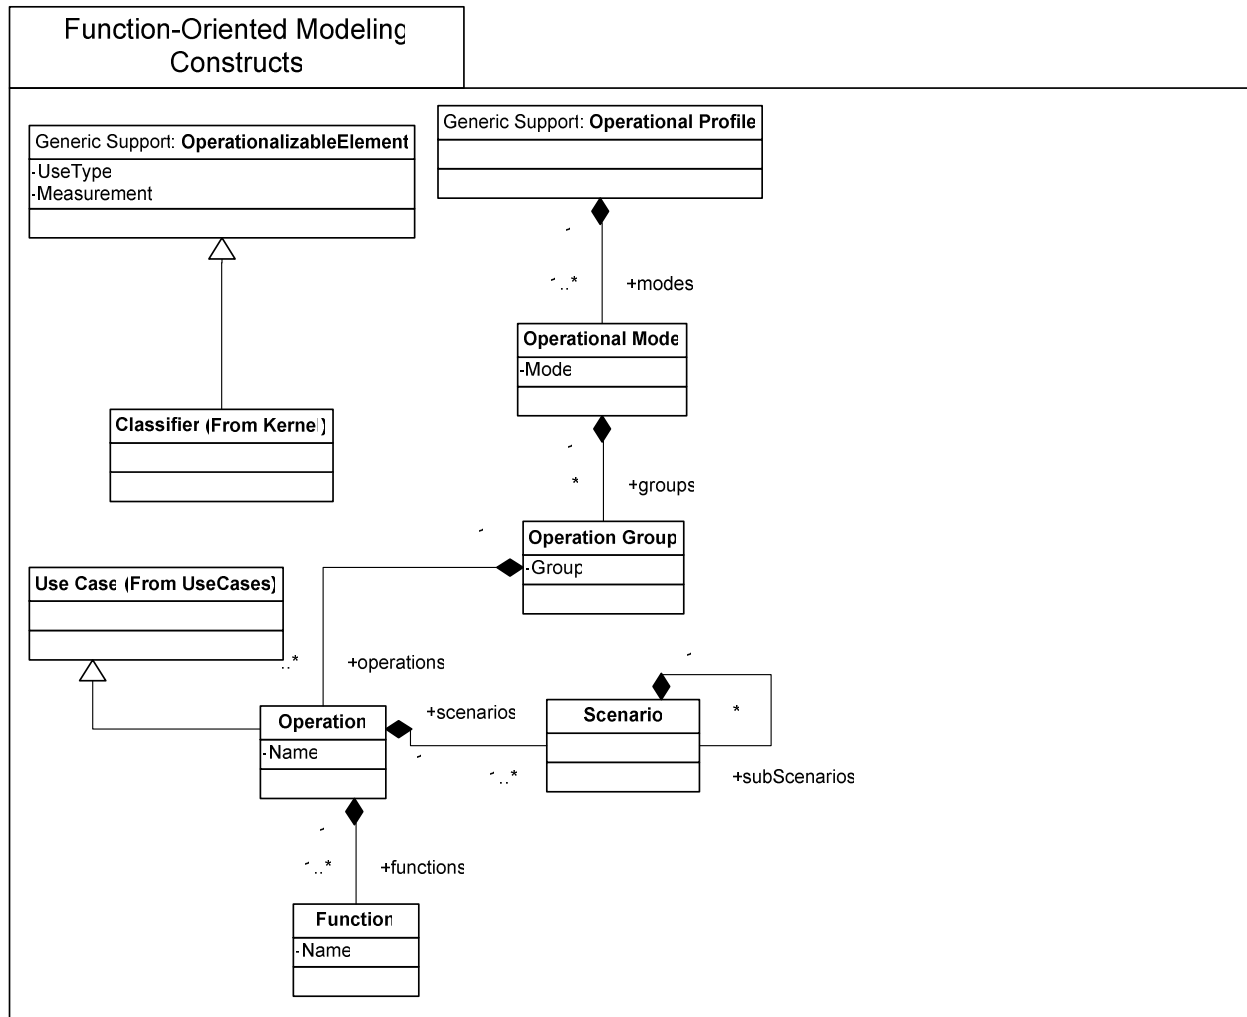 Function-Oriented Modeling
Constructs
Generic Support: OperationalizableElement
-UseType
-Measurement
Generic Support: Operational Profile
..*
+modes
Operational Mode
-Mode
Classifier (From Kernel)
*
+groups
Operation Group
-Group
Use Case (From UseCases)
..*
+operations
Operation
-Name
+scenarios
..*
Scenario
*
+subScenarios
..*
+functions
Function
-Name